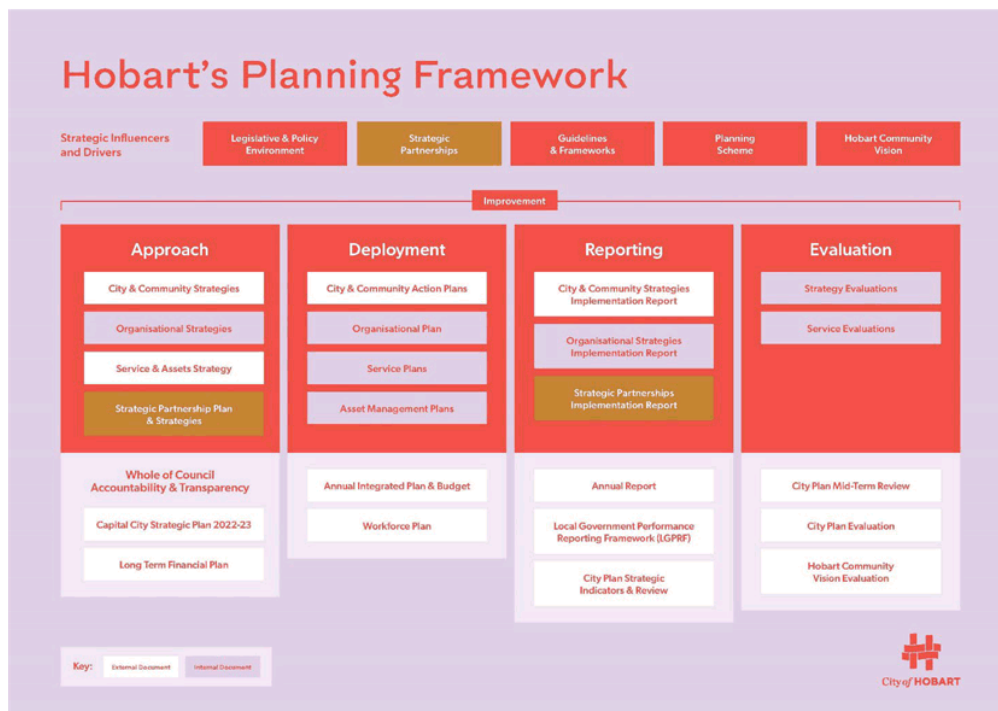 Hobart's Planning Framework
Strategic Influencers
and Drivers
Legislative & Policy
Environment
Strategic
Partnerships
Guidelines
& Frameworks
Planning
Scheme
Hobart Community
Vision
Improvement
Approach
City & Community Strategies
Organisational Strategies
Service & Assets Strategy
Strategic Partnership Plan
& Strategies
Whole of Council
Accountability & Transparency
Capital City Strategic Plan 2022-23
Long Term Financial Plan
Deployment
City & Community Action Plans
Organisational Plan
Service Plans
Asset Management Plans
Annual Integrated Plan & Budget
Workforce Plan
Reporting
City & Community Strategies
Implementation Report
Organisational Strategies
Implementation Report
Strategic Partnerships
Implementation Report
Annual Report
Local Government Performance
Reporting Framework (LGPRF)
City Plan Strategic
Indicators & Review
Evaluation
Strategy Evaluations
Service Evaluations
City Plan Mid-Term Review
City Plan Evaluation
Hobart Community
Vision Evaluation
Key:
External Document
Internal Document
City of HOBART